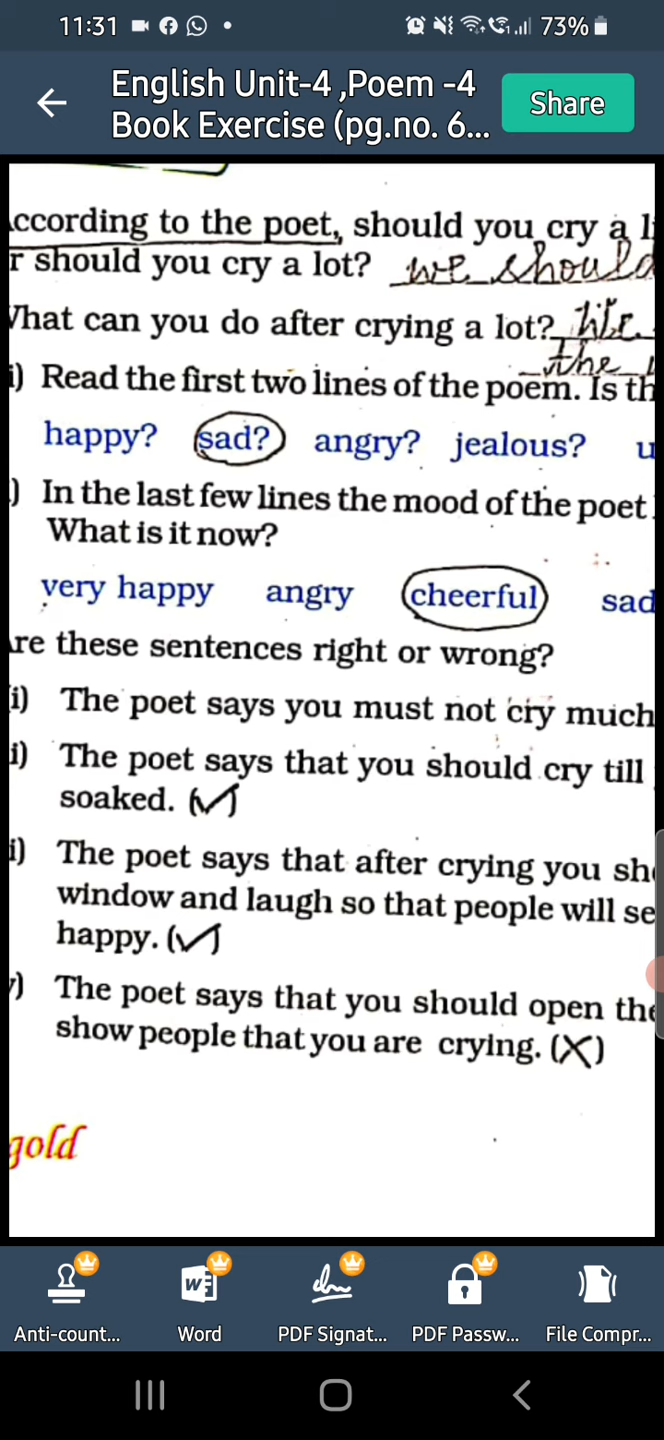 11:31
73%
English Unit-4 ,Poem -4
Book Exercise (pg.no. 6...
Share
ccording to the poet, should you cry a li
r should you cry a lot? we should
What can you do after crying a lot? like
the
i) Read the first two lines of the poem. Is th
happy? sad? angry? jealous? u
) In the last few lines the mood of the poet
What is it now?
very happy angry cheerful sad
re these sentences right or wrong?
i) The poet says you must not cry much
i) The poet says that you should cry till
soaked. (✓)
i) The poet says that after crying you sh
window and laugh so that people will se
happy. (✓)
) The poet says that you should open the
show people that you are crying. (X)
gold
Anti-count... Word PDF Signat... PDF Passw... File Compr...